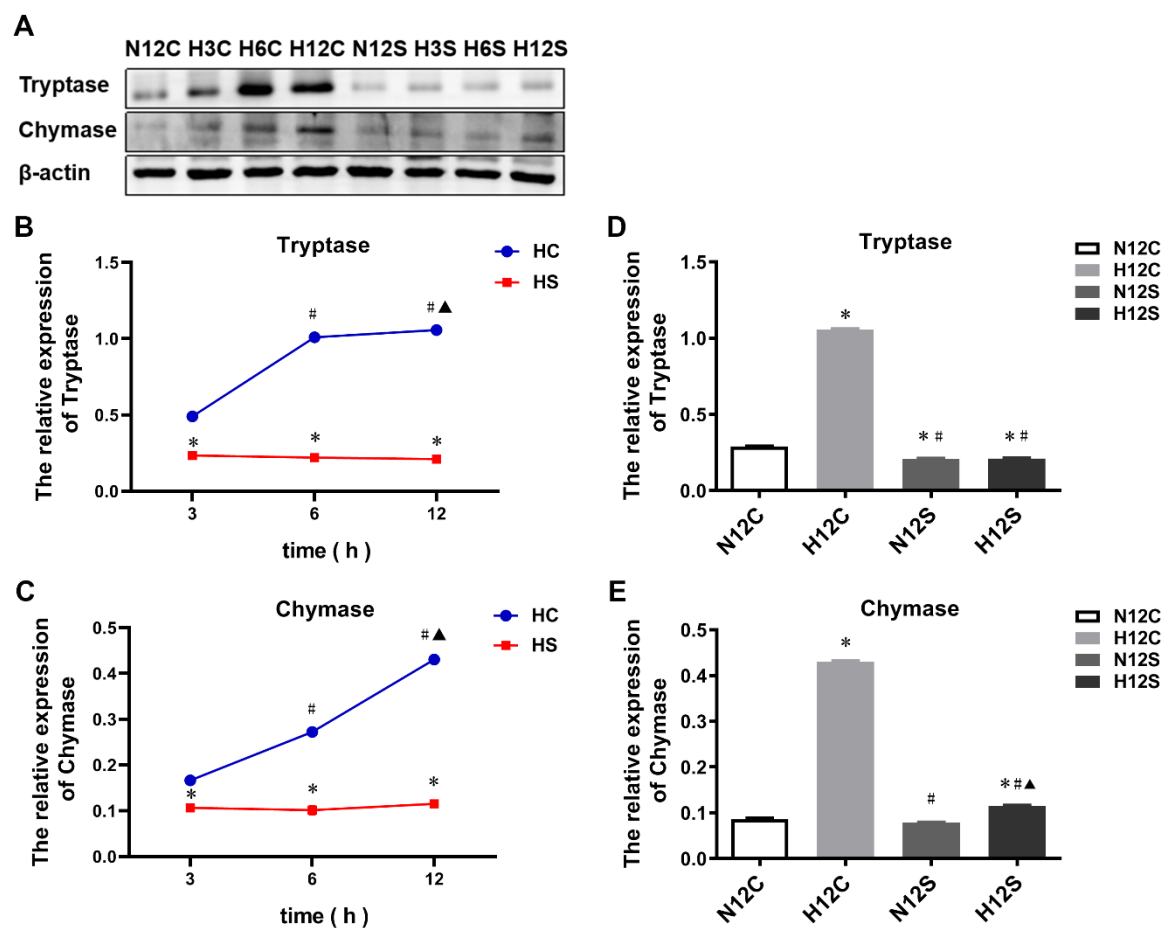 A
N12C H3C H6C H12C N12S H3S H6S H12S
Tryptase
Chymase
β-actin
B
Tryptase
HC
HS
The relative expression
of Tryptase
1.5
1.0
0.5
0.0
#
#▲
* * *
3 6 12
time ( h )
D
Tryptase
N12C
H12C
N12S
H12S
The relative expression
of Tryptase
1.5
1.0
0.5
0.0
*
* #
* #
N12C H12C N12S H12S
C
Chymase
HC
HS
The relative expression
of Chymase
0.5
0.4
0.3
0.2
0.1
0.0
#▲
#
* * *
3 6 12
time ( h )
E
Chymase
N12C
H12C
N12S
H12S
The relative expression
of Chymase
0.5
0.4
0.3
0.2
0.1
0.0
*
#
*#▲
N12C H12C N12S H12S